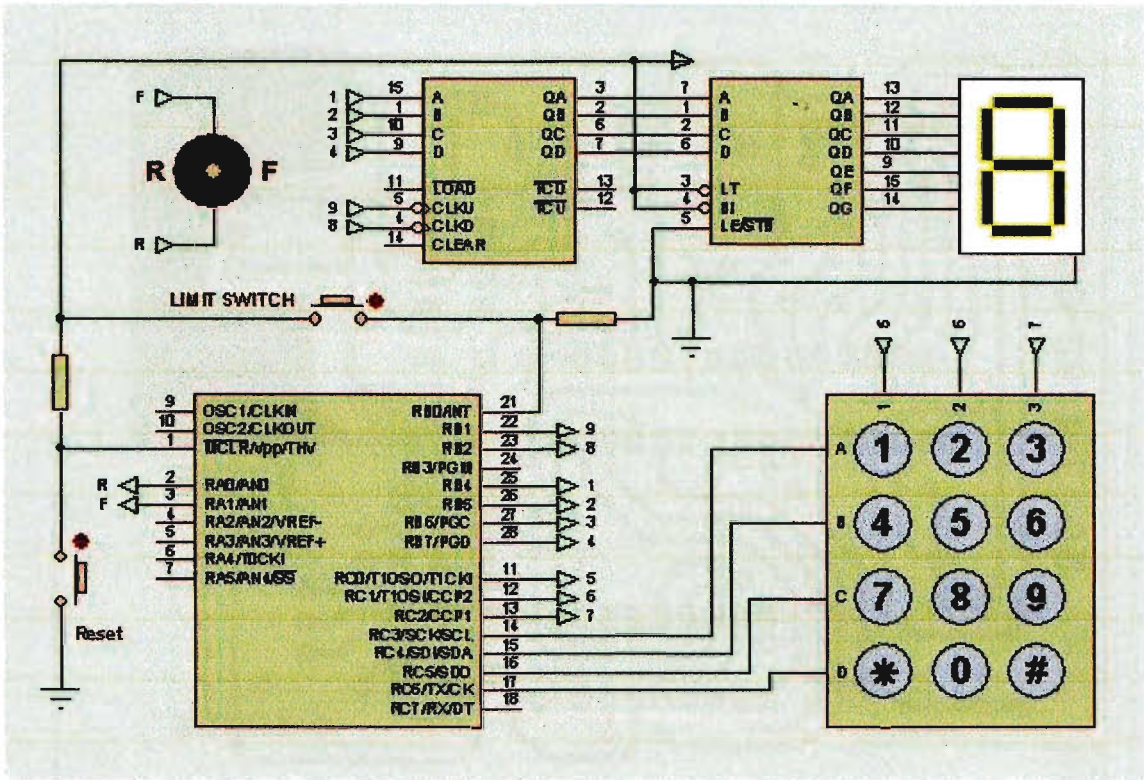 F
R F
R
1 15 A QA 3 7 A QA 13
2 1 B QB 2 1 B QB 12
3 10 C QC 6 2 C QC 11
4 9 D QD 7 6 D QD 10
QE 9
11 LOAD TCD 13 3 LT QF 15
9 5 CLKU TCU 12 4 BI QG 14
8 4 CLKD 5 LE/STB
14 CLEAR
LIMIT SWITCH
6 6 7
9 OSC1/CLKIN RB0/INT 21
10 OSC2/CLKOUT RB1 22 9
1 MCLR/Vpp/THV RB2 23 8
RB3/PGM 24
R 2 RA0/AN0 RB4 25 1
F 3 RA1/AN1 RB5 26 2
4 RA2/AN2/VREF- RB6/PGC 27 3
5 RA3/AN3/VREF+ RB7/PGD 28 4
6 RA4/T0CKI
7 RA5/AN4/SS RC0/T1OSO/T1CKI 11 5
RC1/T1OSI/CCP2 12 6
RC2/CCP1 13 7
RC3/SCK/SCL 14
RC4/SDI/SDA 15
RC5/SDO 16
RC6/TX/CK 17
RC7/RX/DT 18
Reset
1 2 3
A 1 2 3
B 4 5 6
C 7 8 9
D * 0 #